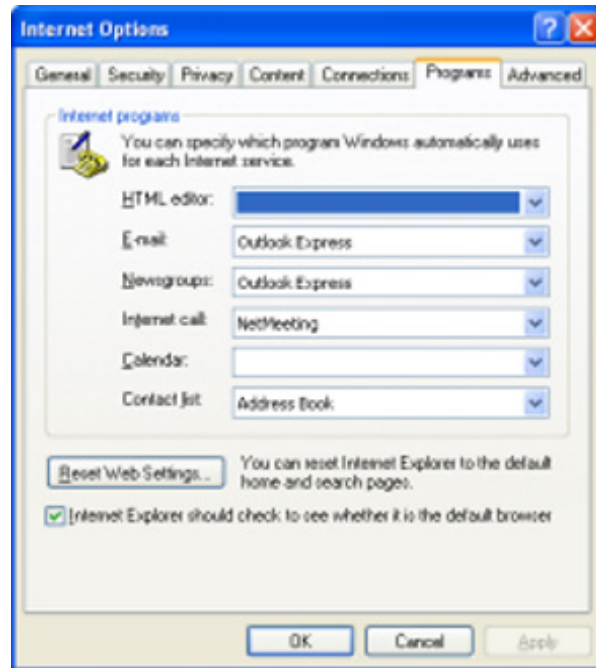 Internet Options
General Security Privacy Content Connections Programs Advanced
Internet programs
You can specify which program Windows automatically uses
for each Internet service.
HTML editor:
E-mail: Outlook Express
Newsgroups: Outlook Express
Internet call: NetMeeting
Calendar:
Contact list: Address Book
Reset Web Settings... You can reset Internet Explorer to the default
home and search pages.
Internet Explorer should check to see whether it is the default browser
OK Cancel Apply